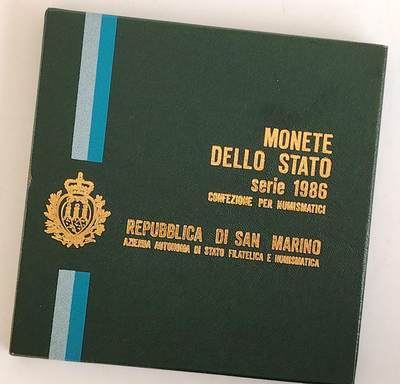 MONETE
DELLO STATO
serie 1986
CONFEZIONE PER NUMISMATICI
REPUBBLICA DI SAN MARINO
AZIENDA AUTONOMA DI STATO FILATELICA E NUMISMATICA